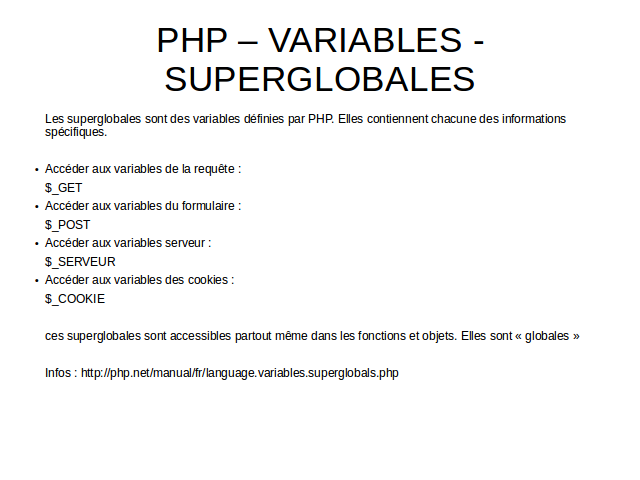 PHP – VARIABLES -
SUPERGLOBALES
Les superglobales sont des variables définies par PHP. Elles contiennent chacune des informations
spécifiques.
• Accéder aux variables de la requête :
$_GET
• Accéder aux variables du formulaire :
$_POST
• Accéder aux variables serveur :
$_SERVEUR
• Accéder aux variables des cookies :
$_COOKIE
ces superglobales sont accessibles partout même dans les fonctions et objets. Elles sont « globales »
Infos : http://php.net/manual/fr/language.variables.superglobals.php